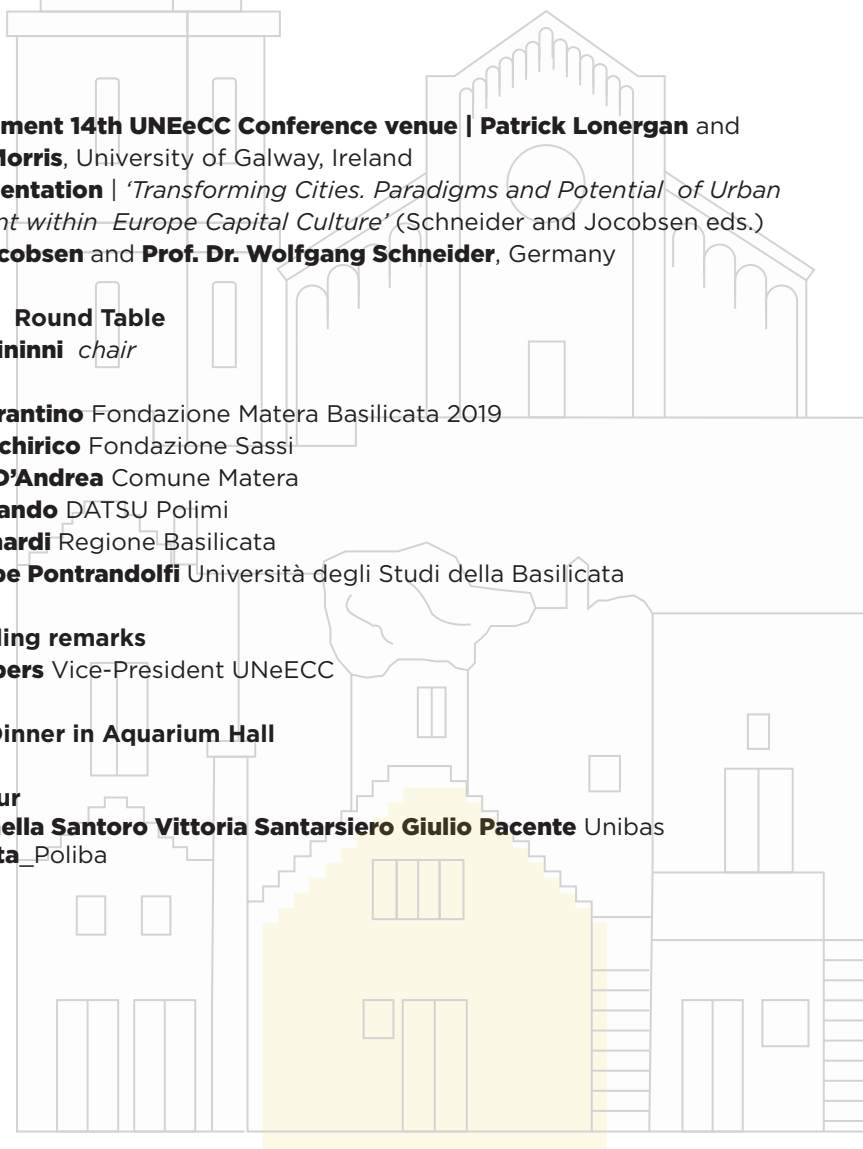 ment 14th UNEeCC Conference venue | Patrick Lonergan and
Morris, University of Galway, Ireland
entation | ‘Transforming Cities. Paradigms and Potential of Urban
nt within Europe Capital Culture’ (Schneider and Jocobsen eds.)
cobsen and Prof. Dr. Wolfgang Schneider, Germany
Round Table
ininni chair
rantino Fondazione Matera Basilicata 2019
chirico Fondazione Sassi
D’Andrea Comune Matera
ando DATSU Polimi
nardi Regione Basilicata
pe Pontrandolfi Università degli Studi della Basilicata
ding remarks
pers Vice-President UNeECC
Dinner in Aquarium Hall
ur
ella Santoro Vittoria Santarsiero Giulio Pacente Unibas
ta_Poliba